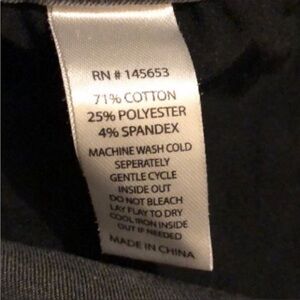 RN # 145653
71% COTTON
25% POLYESTER
4% SPANDEX
MACHINE WASH COLD
SEPERATELY
GENTLE CYCLE
INSIDE OUT
DO NOT BLEACH
LAY FLAY TO DRY
COOL IRON INSIDE
OUT IF NEEDED
MADE IN CHINA